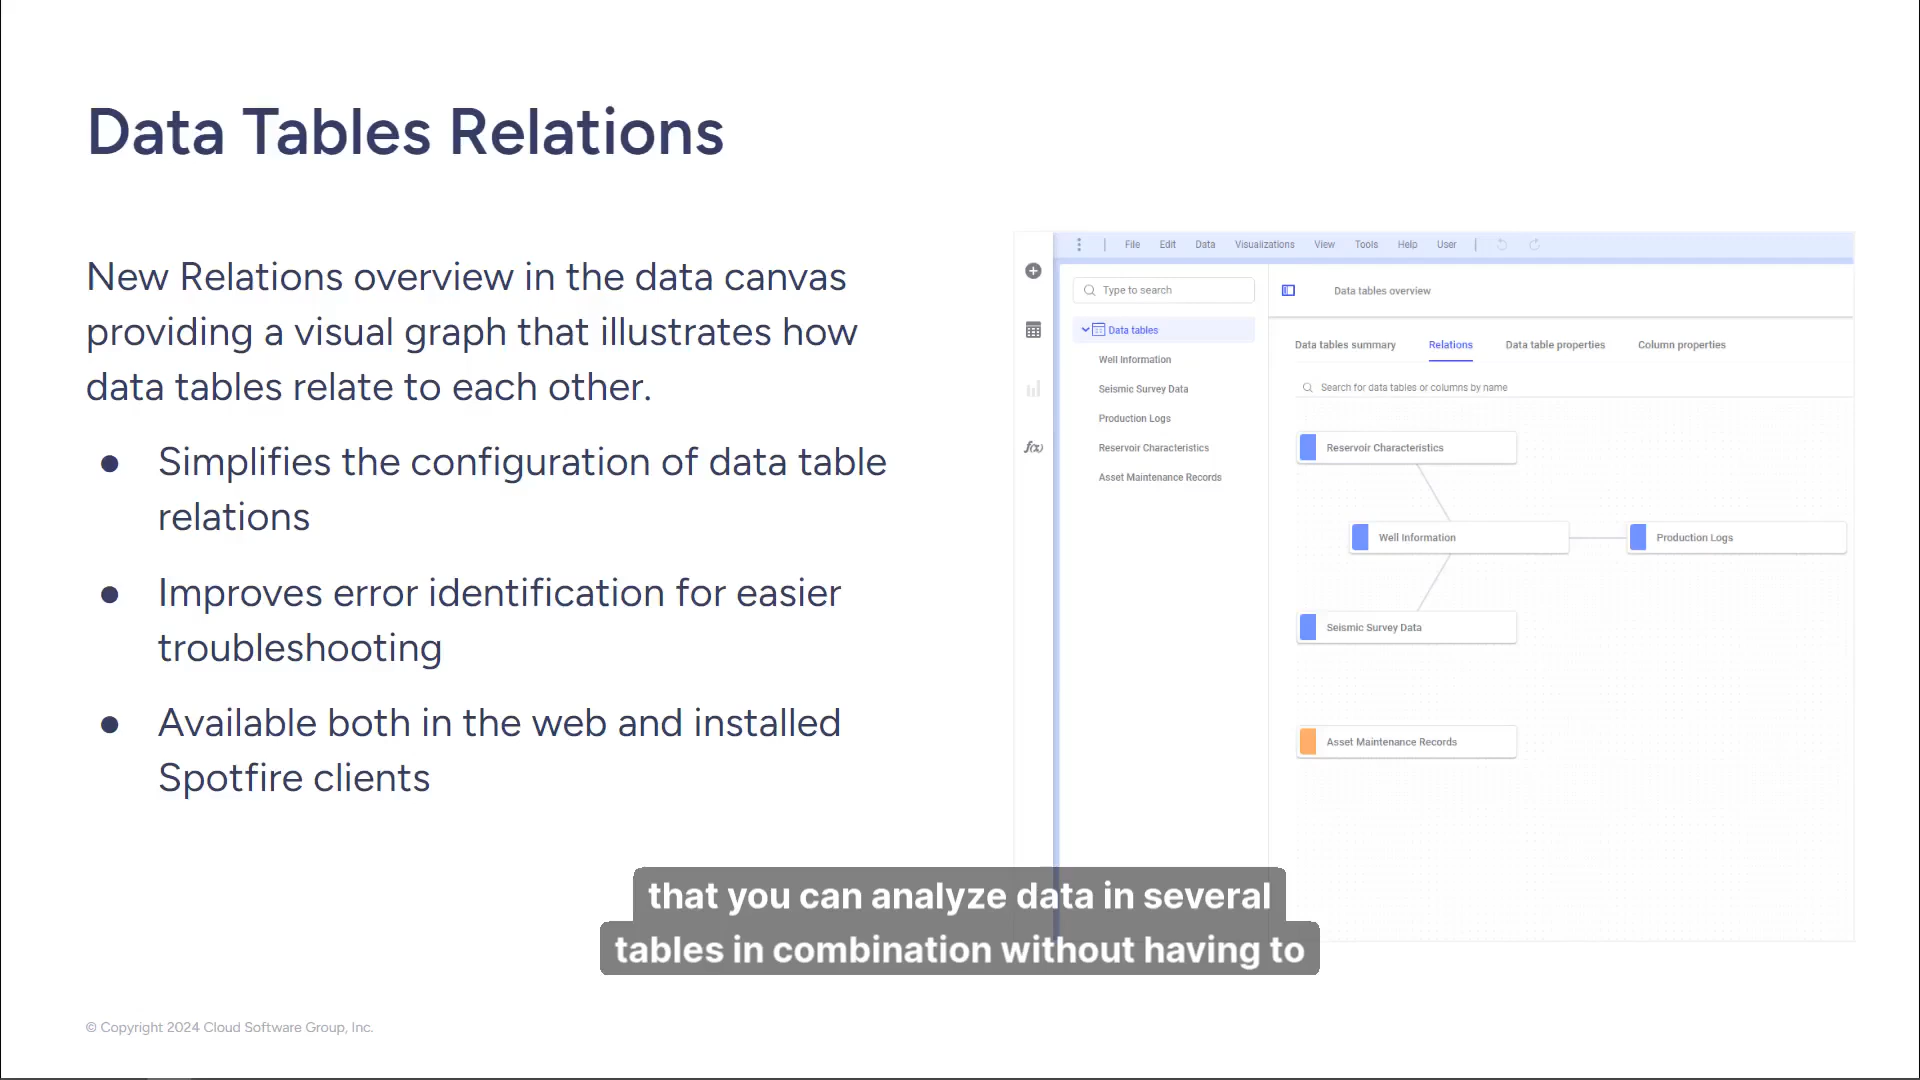 Data Tables Relations
New Relations overview in the data canvas
providing a visual graph that illustrates how
data tables relate to each other.
● Simplifies the configuration of data table
relations
● Improves error identification for easier
troubleshooting
● Available both in the web and installed
Spotfire clients
File Edit Data Visualizations View Tools Help User
Type to search
Data tables
Well Information
Seismic Survey Data
Production Logs
Reservoir Characteristics
Asset Maintenance Records
f(x)
Data tables overview
Data tables summary Relations Data table properties Column properties
Search for data tables or columns by name
Reservoir Characteristics
Well Information
Production Logs
Seismic Survey Data
Asset Maintenance Records
that you can analyze data in several
tables in combination without having to
© Copyright 2024 Cloud Software Group, Inc.